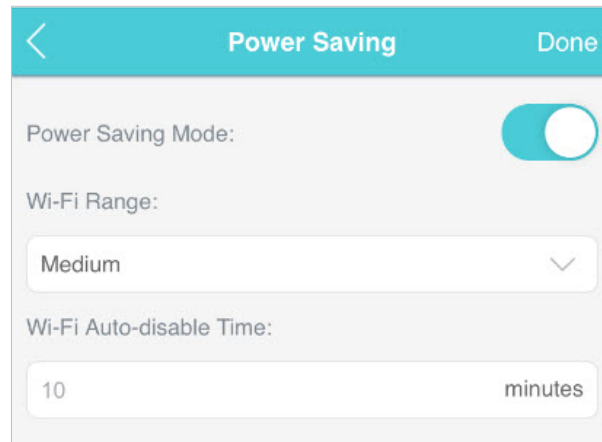 Power Saving Done
Power Saving Mode:
Wi-Fi Range:
Medium
Wi-Fi Auto-disable Time:
10 minutes